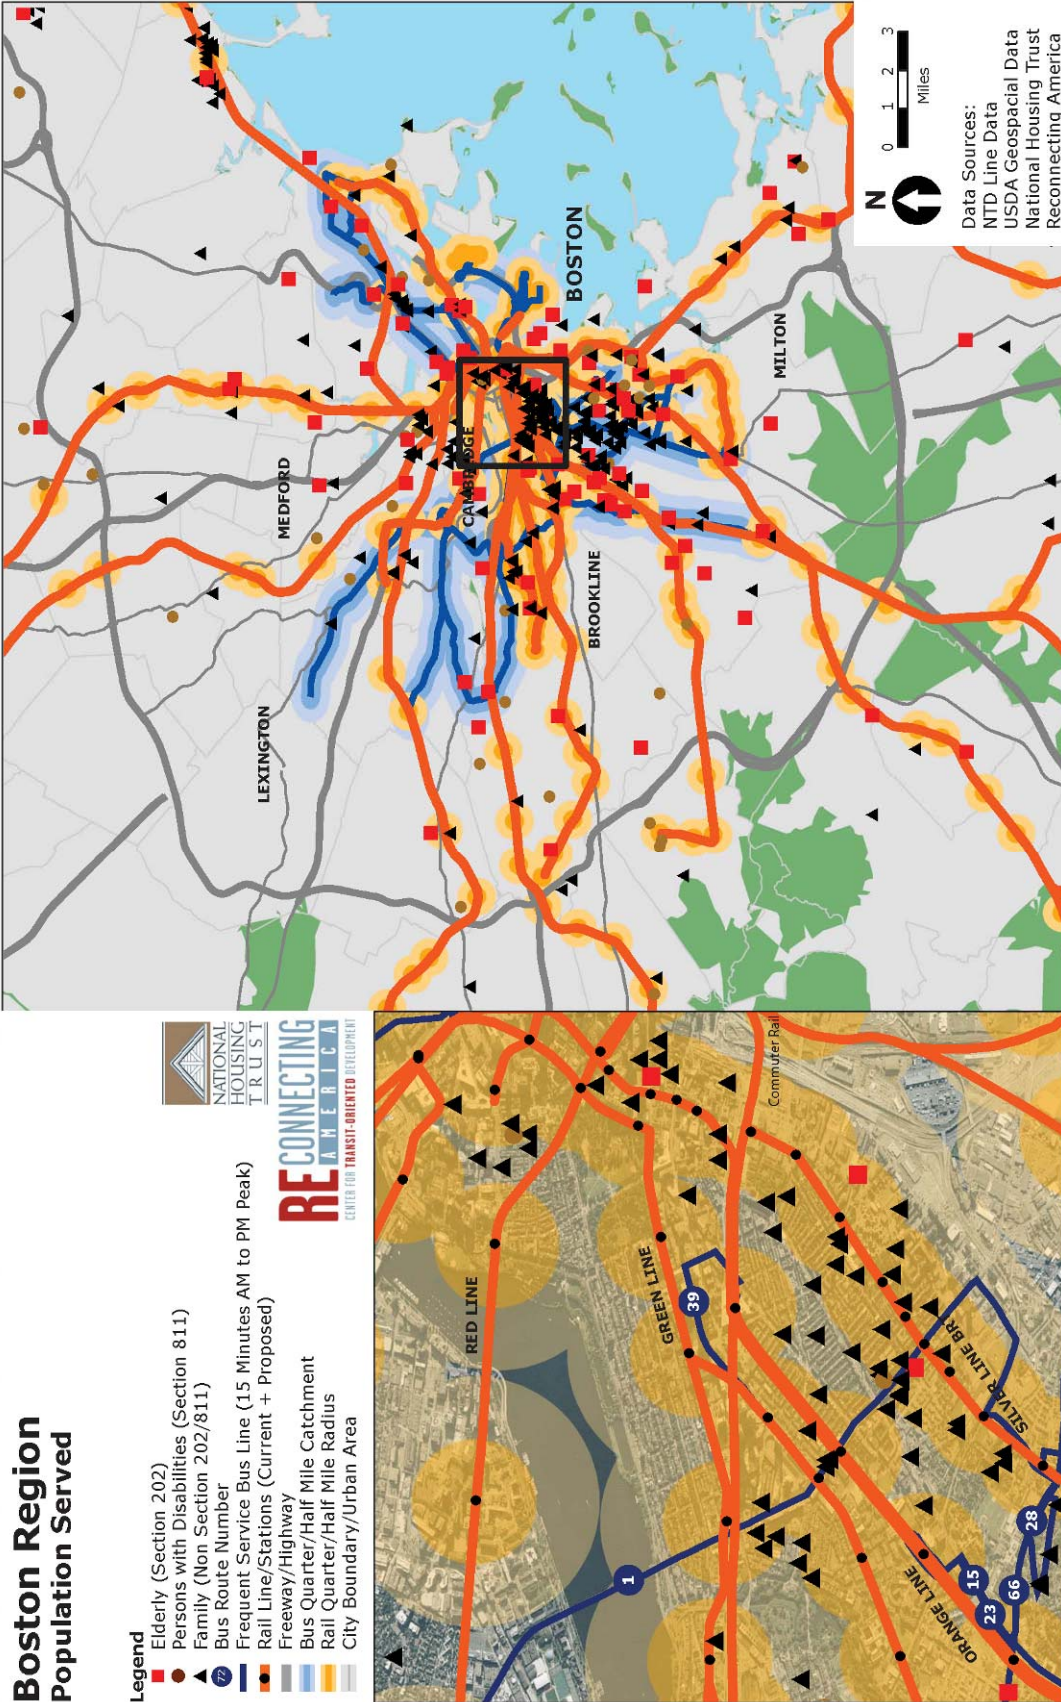 Boston Region
Population Served
Legend
Elderly (Section 202)
Persons with Disabilities (Section 811)
Family (Non Section 202/811)
72 Bus Route Number
Frequent Service Bus Line (15 Minutes AM to PM Peak)
Rail Line/Stations (Current + Proposed)
Freeway/Highway
Bus Quarter/Half Mile Catchment
Rail Quarter/Half Mile Radius
City Boundary/Urban Area
NATIONAL
HOUSING
TRUST
RECONNECTING
AMERICA
CENTER FOR TRANSIT-ORIENTED DEVELOPMENT
RED LINE
GREEN LINE
39
1
Commuter Rail
SILVER LINE BRT
ORANGE LINE
15
23
66
28
LEXINGTON
MEDFORD
CAMBRIDGE
BOSTON
BROOKLINE
MILTON
N
0 1 2 3
Miles
Data Sources:
NTD Line Data
USDA Geospacial Data
National Housing Trust
Reconnecting America